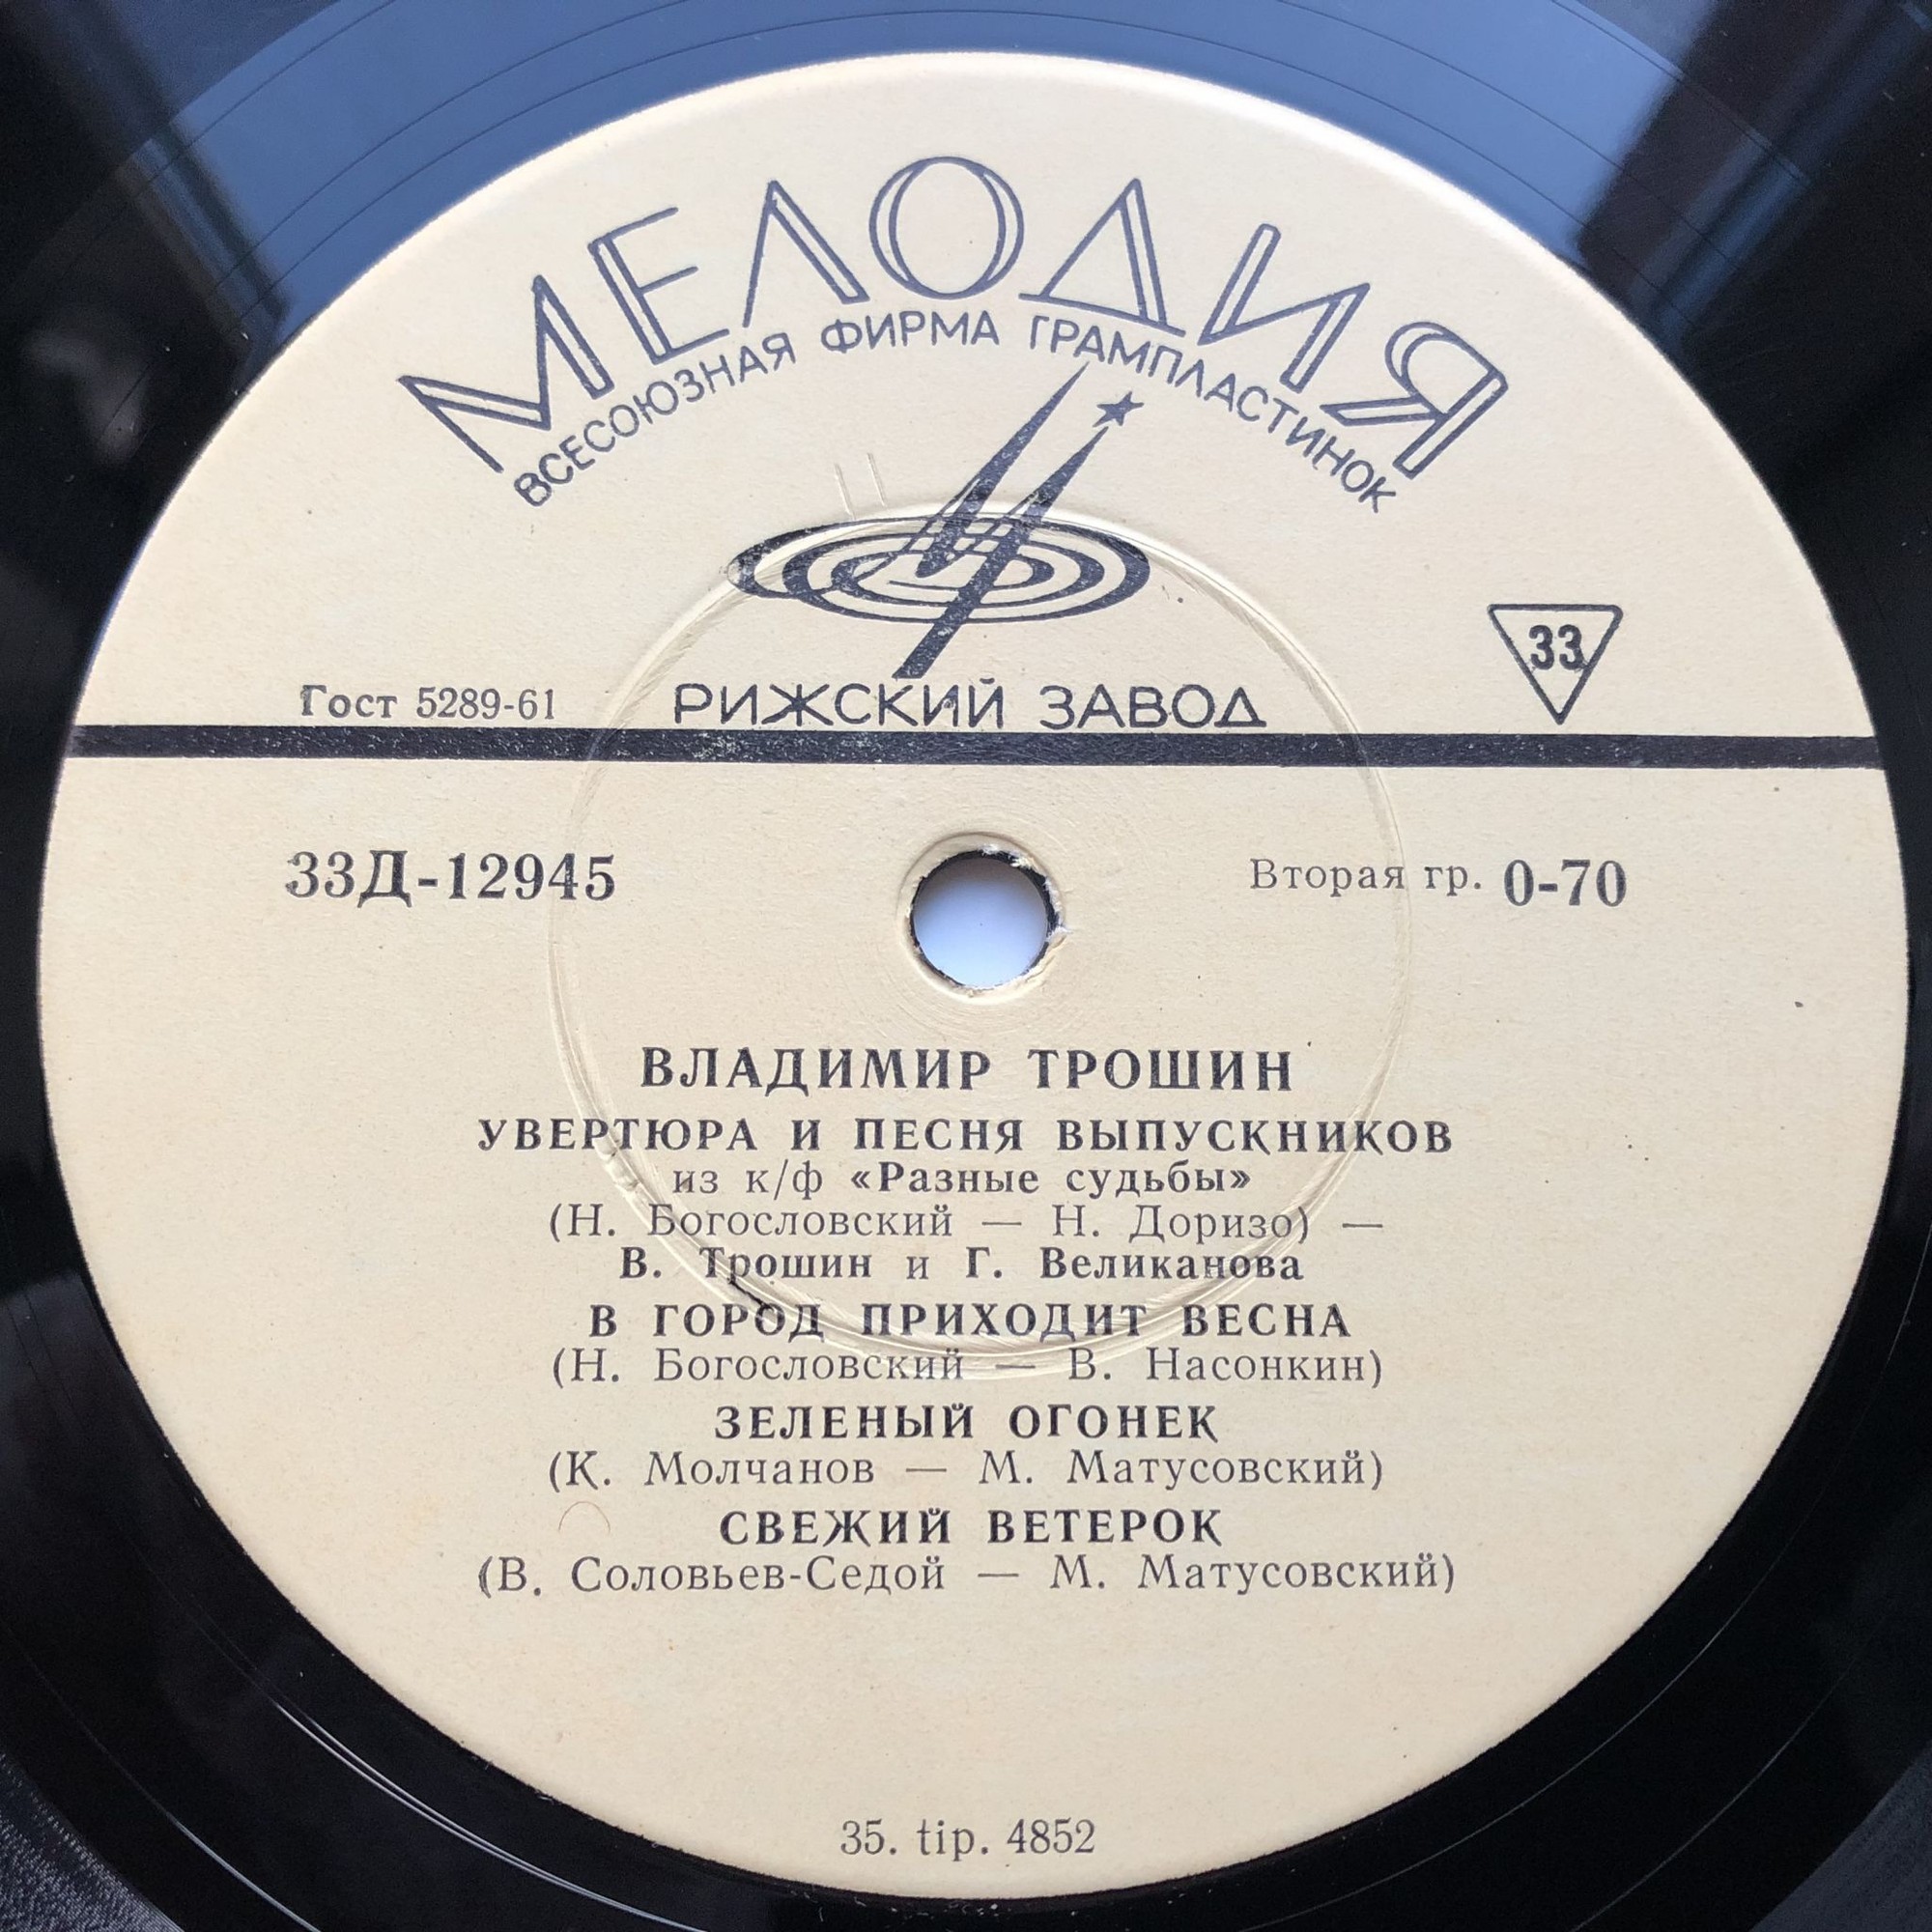 МЕЛОДИЯ
ВСЕСОЮЗНАЯ ФИРМА ГРАМПЛАСТИНОК
33
Гост 5289-61 РИЖСКИЙ ЗАВОД
33Д-12945 Вторая гр. 0-70
ВЛАДИМИР ТРОШИН
УВЕРТЮРА И ПЕСНЯ ВЫПУСКНИКОВ
из к/ф «Разные судьбы»
(Н. Богословский — Н. Доризо) —
В. Трошин и Г. Великанова
В ГОРОД ПРИХОДИТ ВЕСНА
(Н. Богословский — В. Насонкин)
ЗЕЛЕНЫЙ ОГОНЕК
(К. Молчанов — М. Матусовский)
СВЕЖИЙ ВЕТЕРОК
(В. Соловьев-Седой — М. Матусовский)
35. tip. 4852